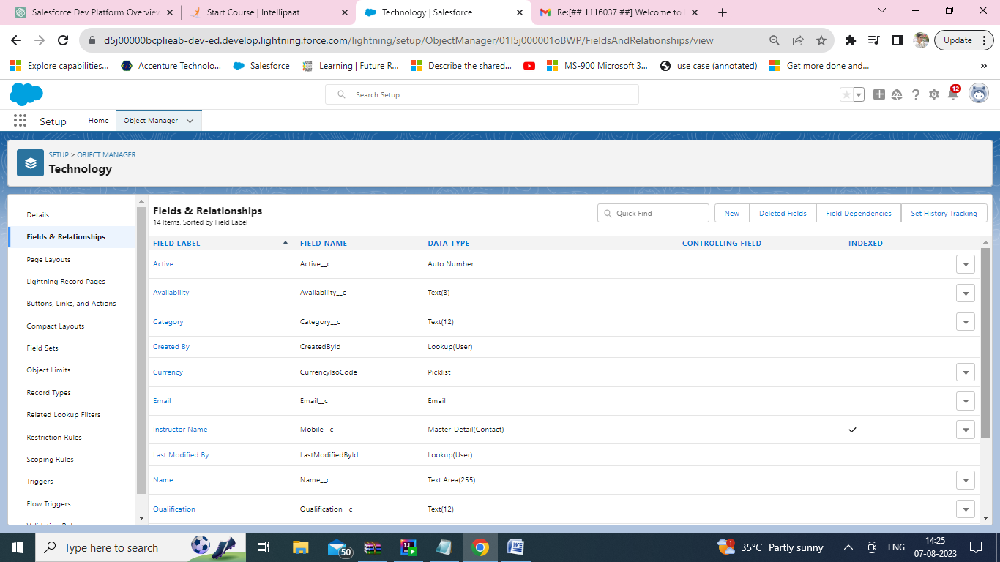 Salesforce Dev Platform Overview
Start Course | Intellipaat
Technology | Salesforce
Re:[## 1116037 ##] Welcome to
d5j00000bcplieab-dev-ed.develop.lightning.force.com/lightning/setup/ObjectManager/01I5j000001oBWP/FieldsAndRelationships/view
Update
Explore capabilities...
Accenture Technolo...
Salesforce
Learning | Future R...
Describe the shared...
MS-900 Microsoft 3...
use case (annotated)
Get more done and...
»
Search Setup
12
Setup
Home
Object Manager
SETUP > OBJECT MANAGER
Technology
Details
Fields & Relationships
Page Layouts
Lightning Record Pages
Buttons, Links, and Actions
Compact Layouts
Field Sets
Object Limits
Record Types
Related Lookup Filters
Restriction Rules
Scoping Rules
Triggers
Flow Triggers
Fields & Relationships
14 Items, Sorted by Field Label
Quick Find
New
Deleted Fields
Field Dependencies
Set History Tracking
FIELD LABEL FIELD NAME DATA TYPE CONTROLLING FIELD INDEXED
Active Active__c Auto Number
Availability Availability__c Text(8)
Category Category__c Text(12)
Created By CreatedById Lookup(User)
Currency CurrencyIsoCode Picklist
Email Email__c Email
Instructor Name Mobile__c Master-Detail(Contact)
Last Modified By LastModifiedById Lookup(User)
Name Name__c Text Area(255)
Qualification Qualification__c Text(12)
Type here to search
50
1
35°C Partly sunny
ENG
14:25
07-08-2023